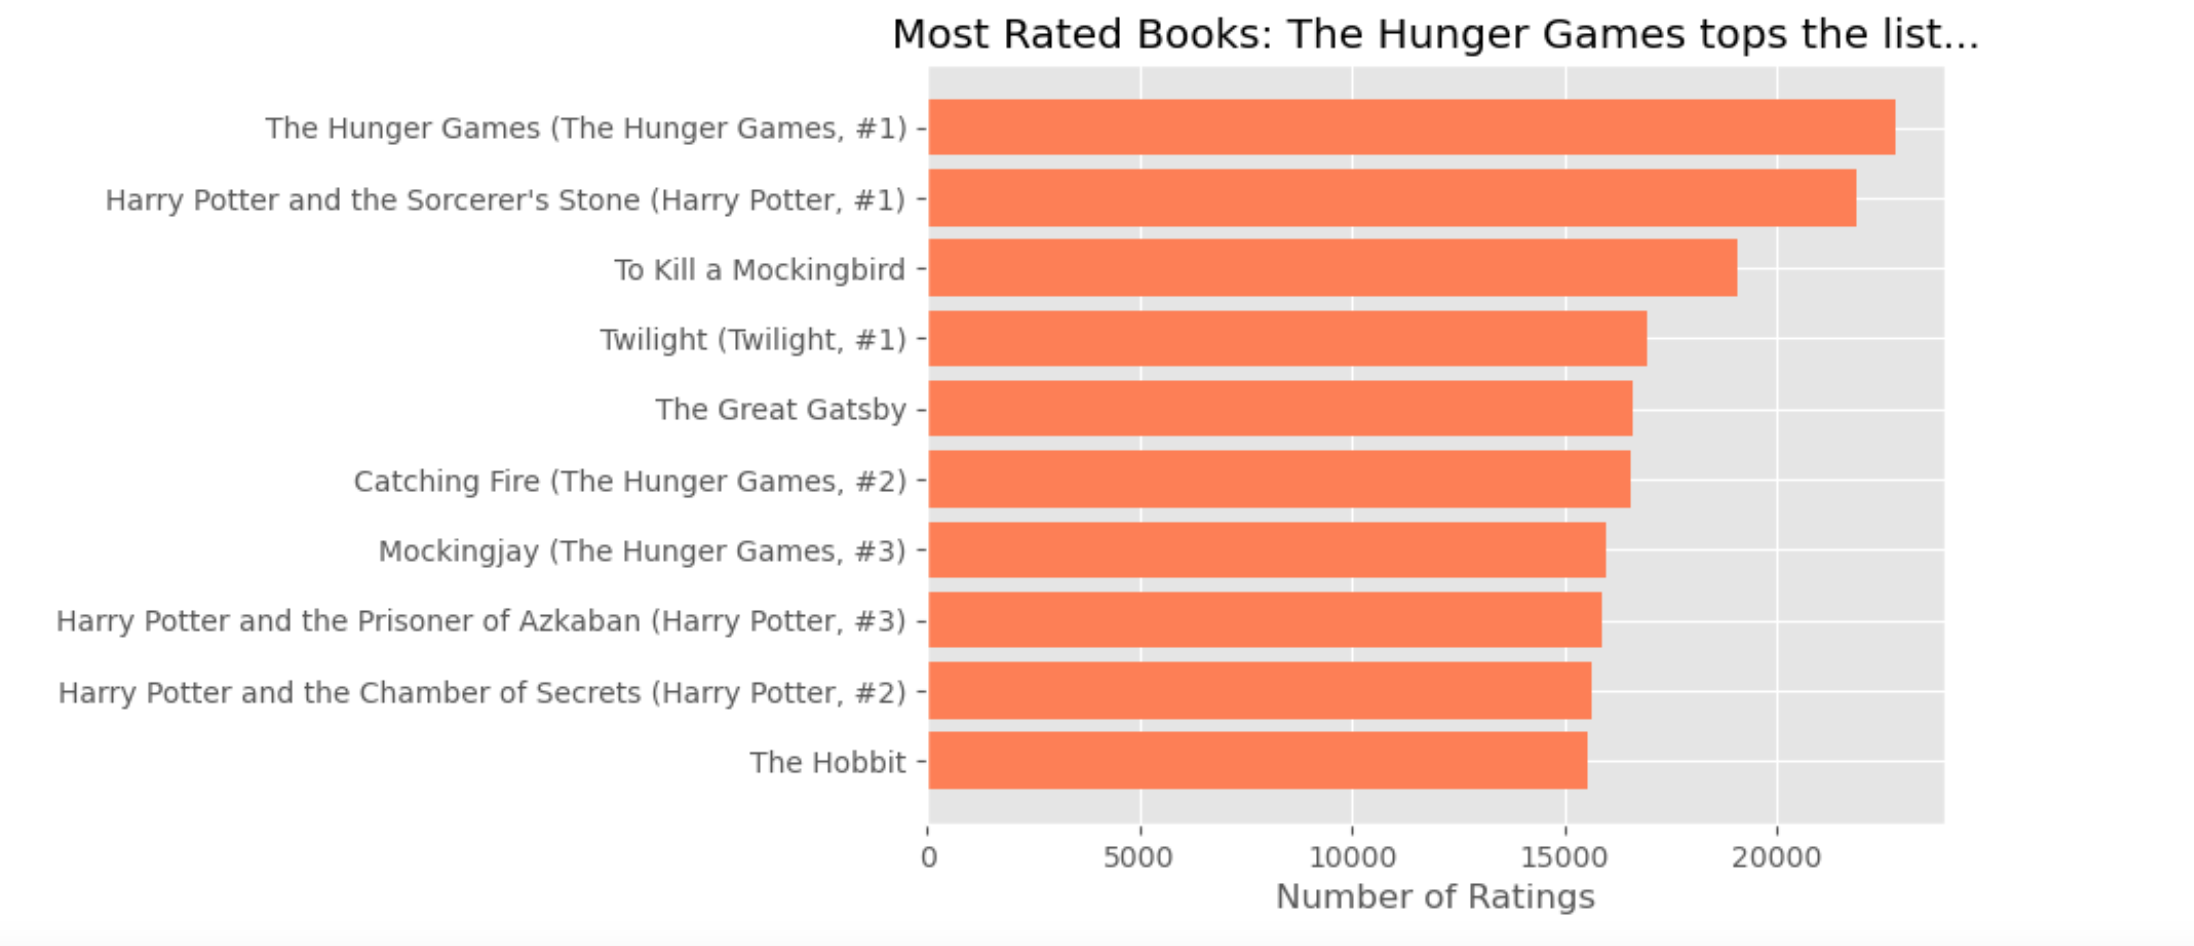 Most Rated Books: The Hunger Games tops the list...
The Hunger Games (The Hunger Games, #1)
Harry Potter and the Sorcerer's Stone (Harry Potter, #1)
To Kill a Mockingbird
Twilight (Twilight, #1)
The Great Gatsby
Catching Fire (The Hunger Games, #2)
Mockingjay (The Hunger Games, #3)
Harry Potter and the Prisoner of Azkaban (Harry Potter, #3)
Harry Potter and the Chamber of Secrets (Harry Potter, #2)
The Hobbit
0 5000 10000 15000 20000
Number of Ratings